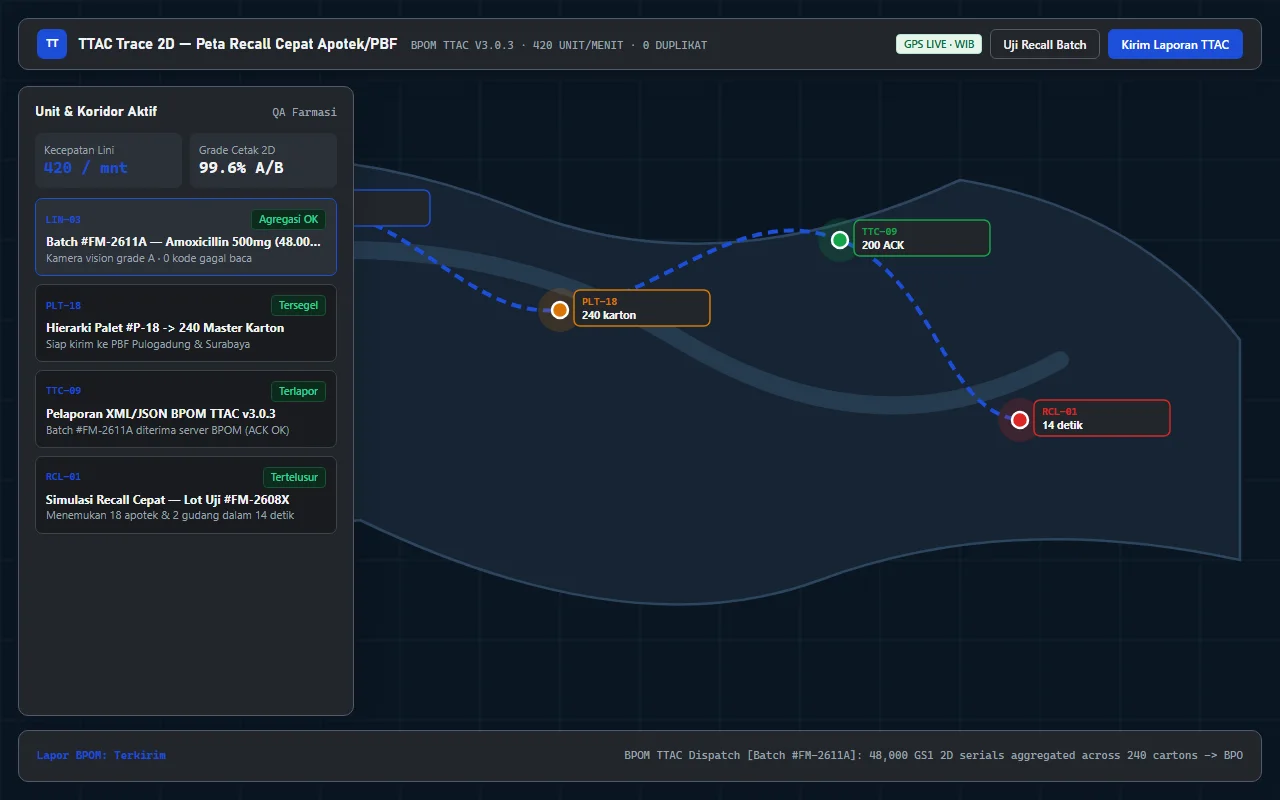 TT
TTAC Trace 2D — Peta Recall Cepat Apotek/PBF
BPOM TTAC V3.0.3 · 420 UNIT/MENIT · 0 DUPLIKAT
GPS LIVE · WIB
Uji Recall Batch
Kirim Laporan TTAC
Unit & Koridor Aktif
QA Farmasi
Kecepatan Lini
420 / mnt
Grade Cetak 2D
99.6% A/B
LIN-03
Agregasi OK
Batch #FM-2611A — Amoxicillin 500mg (48.00...
Kamera vision grade A · 0 kode gagal baca
PLT-18
Tersegel
Hierarki Palet #P-18 -> 240 Master Karton
Siap kirim ke PBF Pulogadung & Surabaya
TTC-09
Terlapor
Pelaporan XML/JSON BPOM TTAC v3.0.3
Batch #FM-2611A diterima server BPOM (ACK OK)
RCL-01
Tertelusur
Simulasi Recall Cepat — Lot Uji #FM-2608X
Menemukan 18 apotek & 2 gudang dalam 14 detik
TTC-09
200 ACK
PLT-18
240 karton
RCL-01
14 detik
Lapor BPOM: Terkirim
BPOM TTAC Dispatch [Batch #FM-2611A]: 48,000 GS1 2D serials aggregated across 240 cartons -> BPO